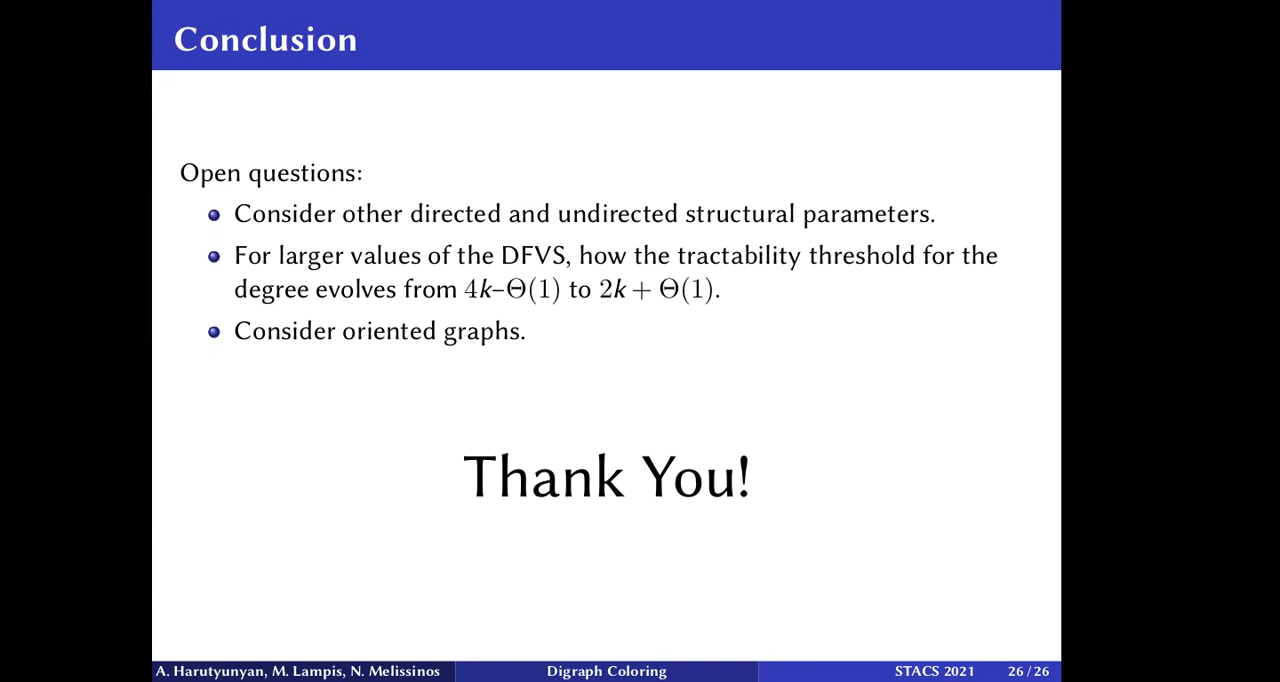 Conclusion
Open questions:
Consider other directed and undirected structural parameters.
For larger values of the DFVS, how the tractability threshold for the
degree evolves from 4k–Θ(1) to 2k + Θ(1).
Consider oriented graphs.
Thank You!
A. Harutyunyan, M. Lampis, N. Melissinos Digraph Coloring STACS 2021 26 / 26